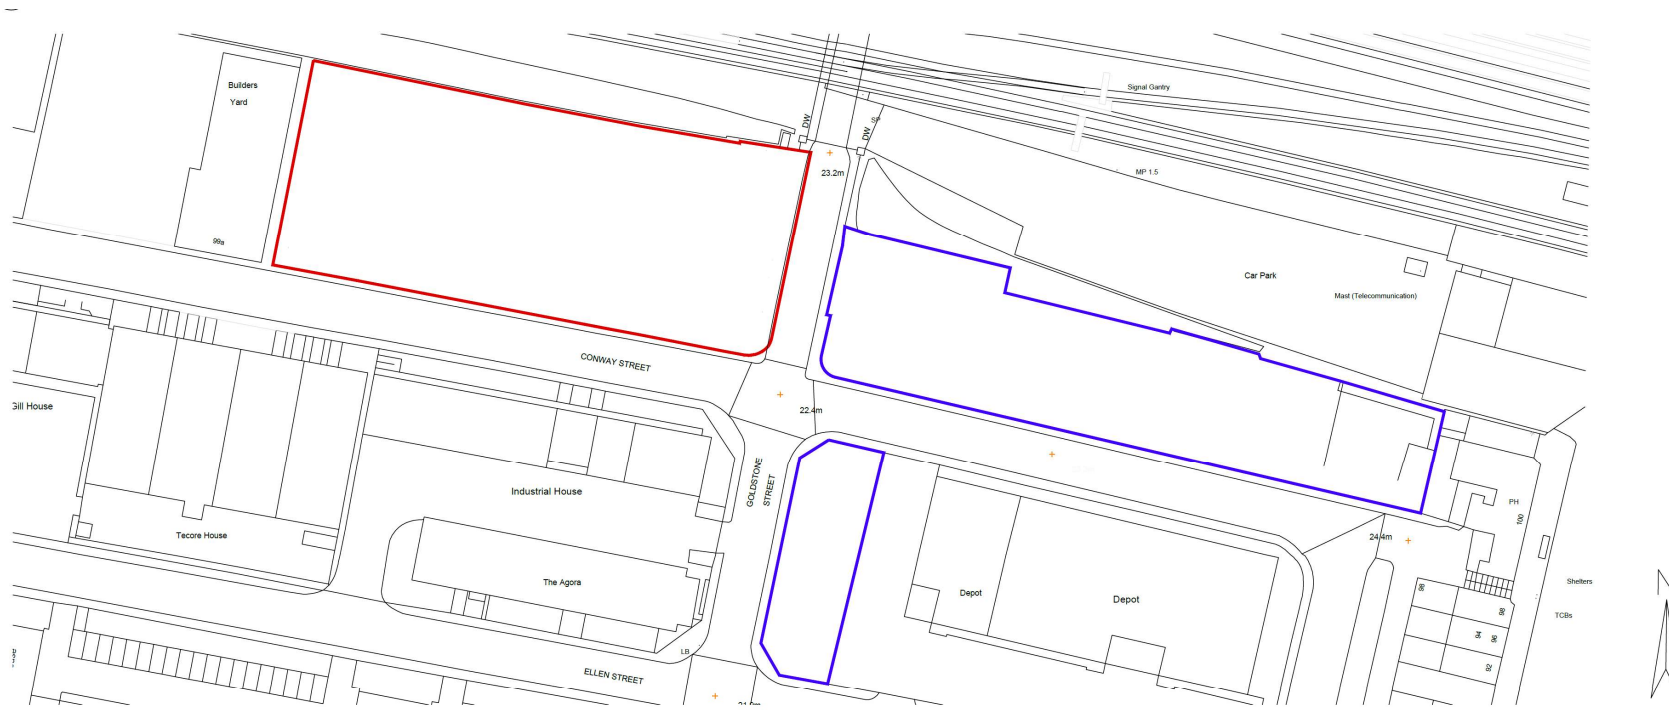 Signal Gantry
Builders
Yard
DW
SP
DW
MP 1.5
23.2m
99a
Car Park
Mast (Telecommunication)
CONWAY STREET
Gill House
22.4m
GOLDSTONE
STREET
Industrial House
PH
100
Tecore House
24.4m
The Agora
Depot
Depot
Shelters
98
98
TCBs
94
96
LB
92
ELLEN STREET
N